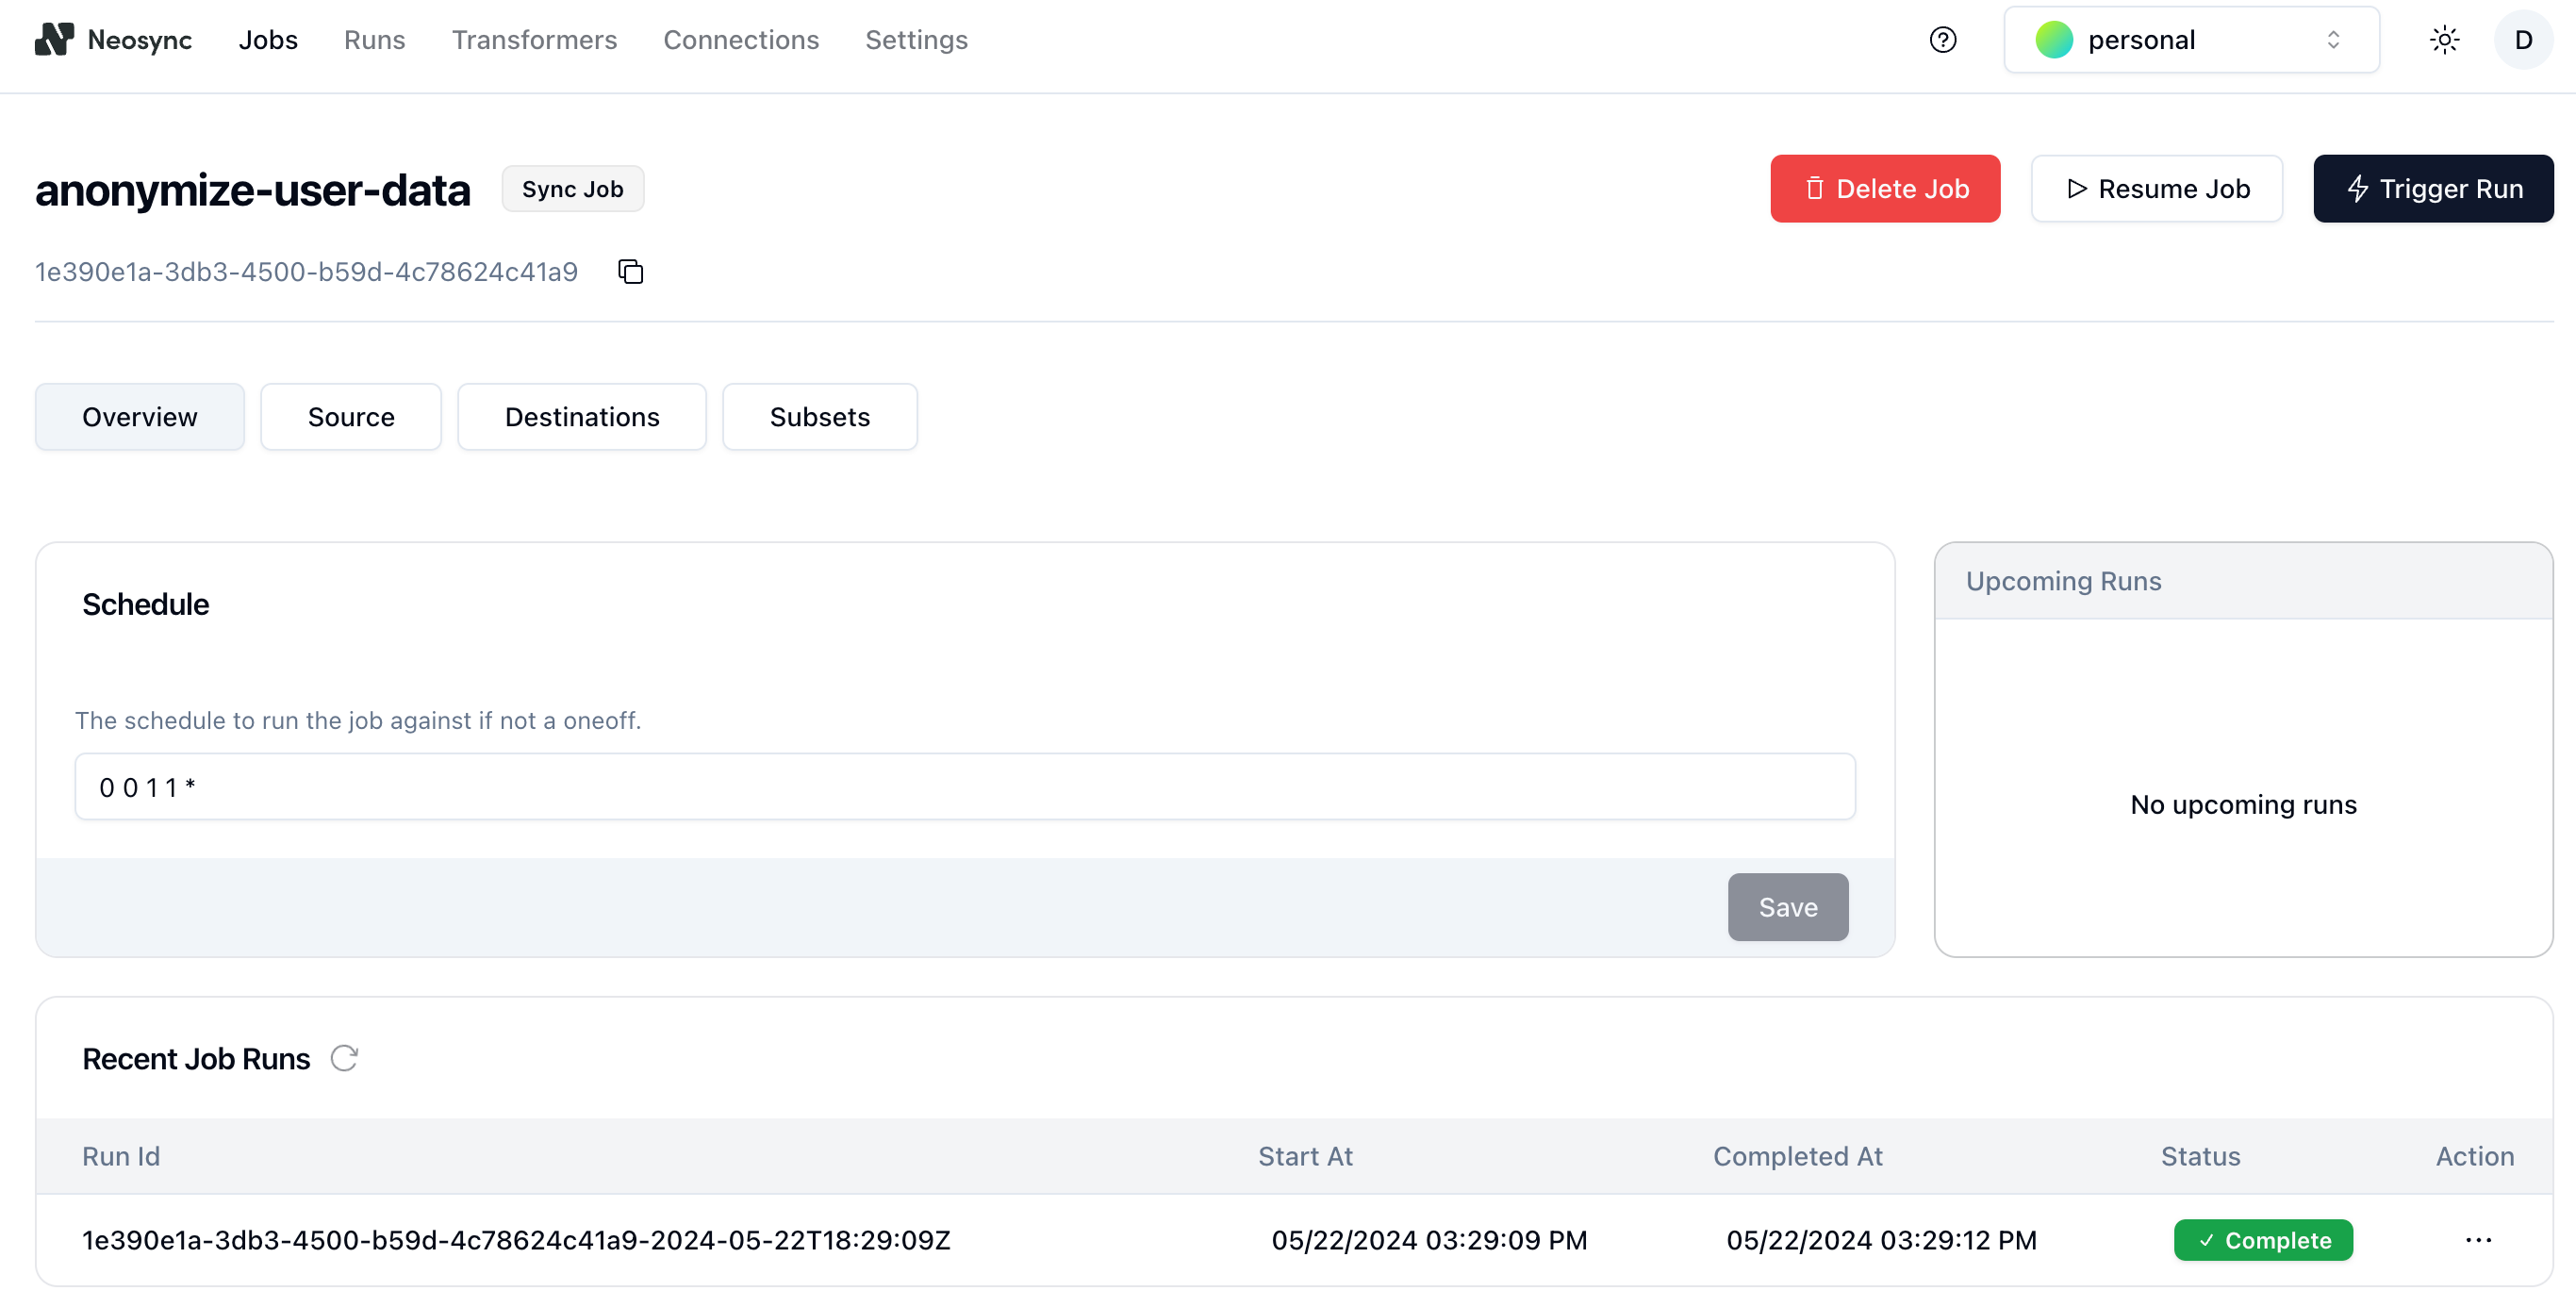 Neosync Jobs Runs Transformers Connections Settings personal D
anonymize-user-data Sync Job Delete Job Resume Job Trigger Run
1e390e1a-3db3-4500-b59d-4c78624c41a9
Overview Source Destinations Subsets
Schedule
The schedule to run the job against if not a oneoff.
0 0 1 1 *
Save
Upcoming Runs
No upcoming runs
Recent Job Runs
Run Id Start At Completed At Status Action
1e390e1a-3db3-4500-b59d-4c78624c41a9-2024-05-22T18:29:09Z 05/22/2024 03:29:09 PM 05/22/2024 03:29:12 PM Complete